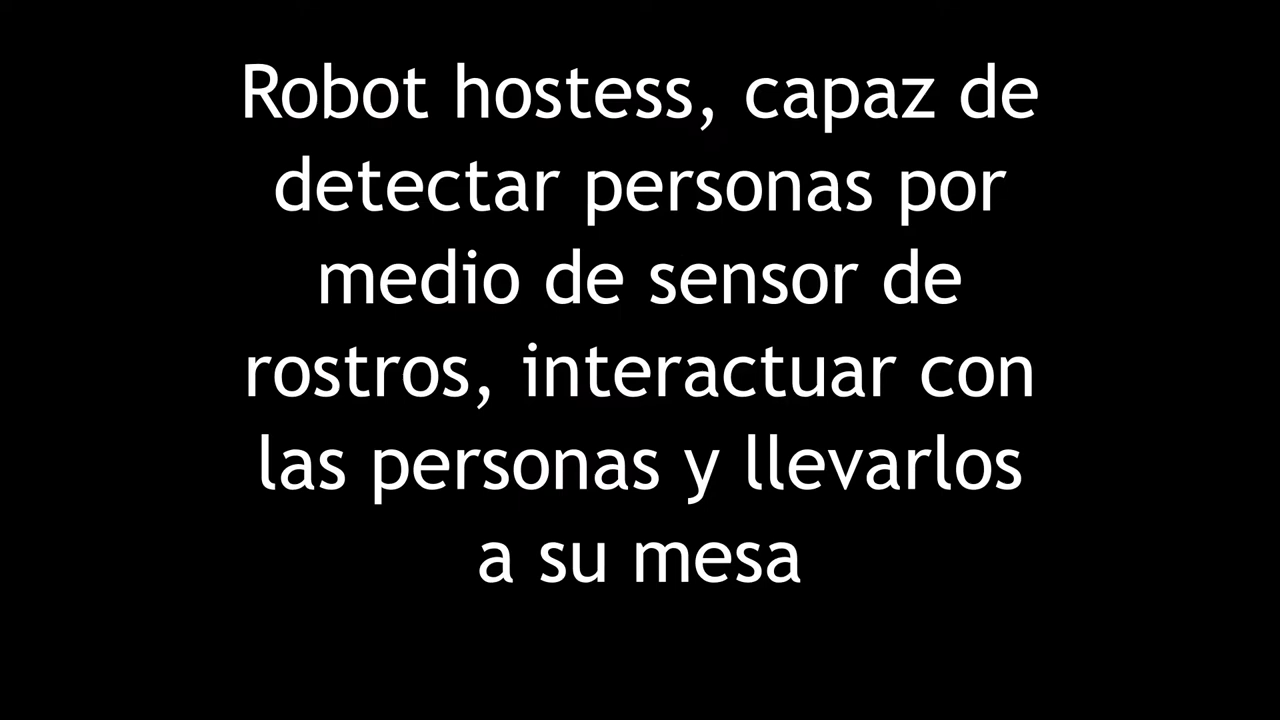 Robot hostess, capaz de
detectar personas por
medio de sensor de
rostros, interactuar con
las personas y llevarlos
a su mesa